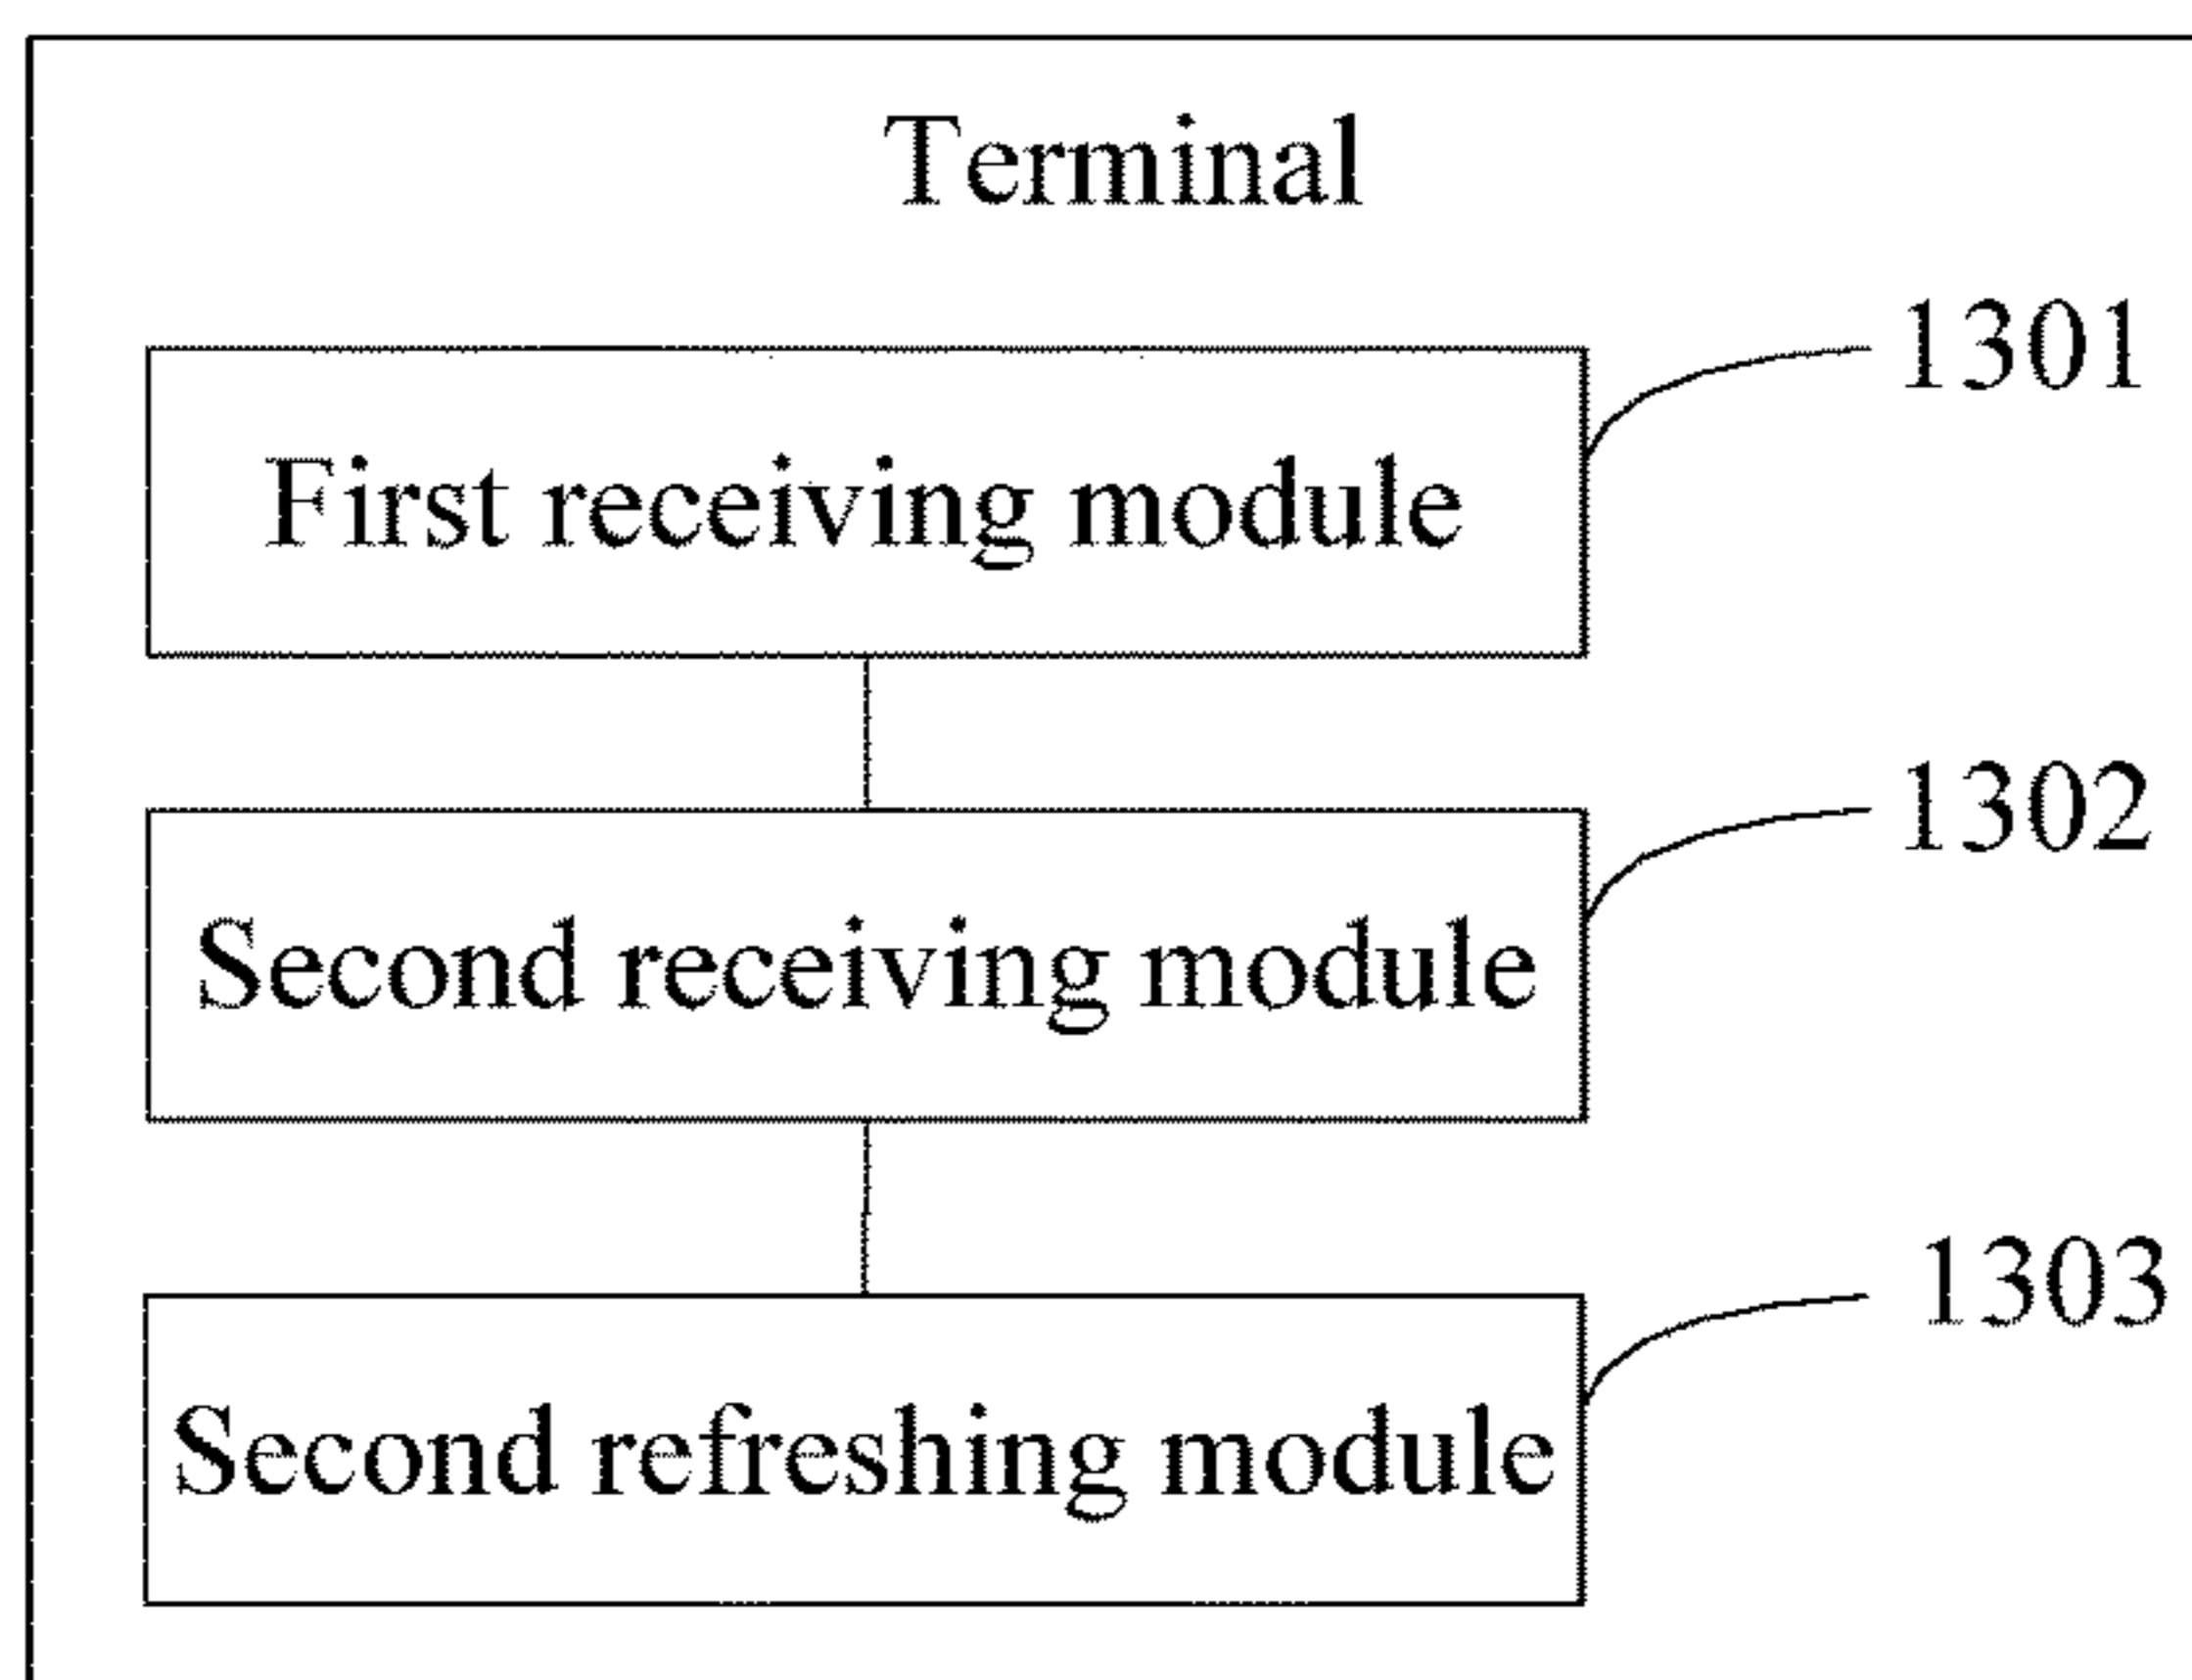 Terminal
1301
First receiving module
1302
Second receiving module
1303
Second refreshing module